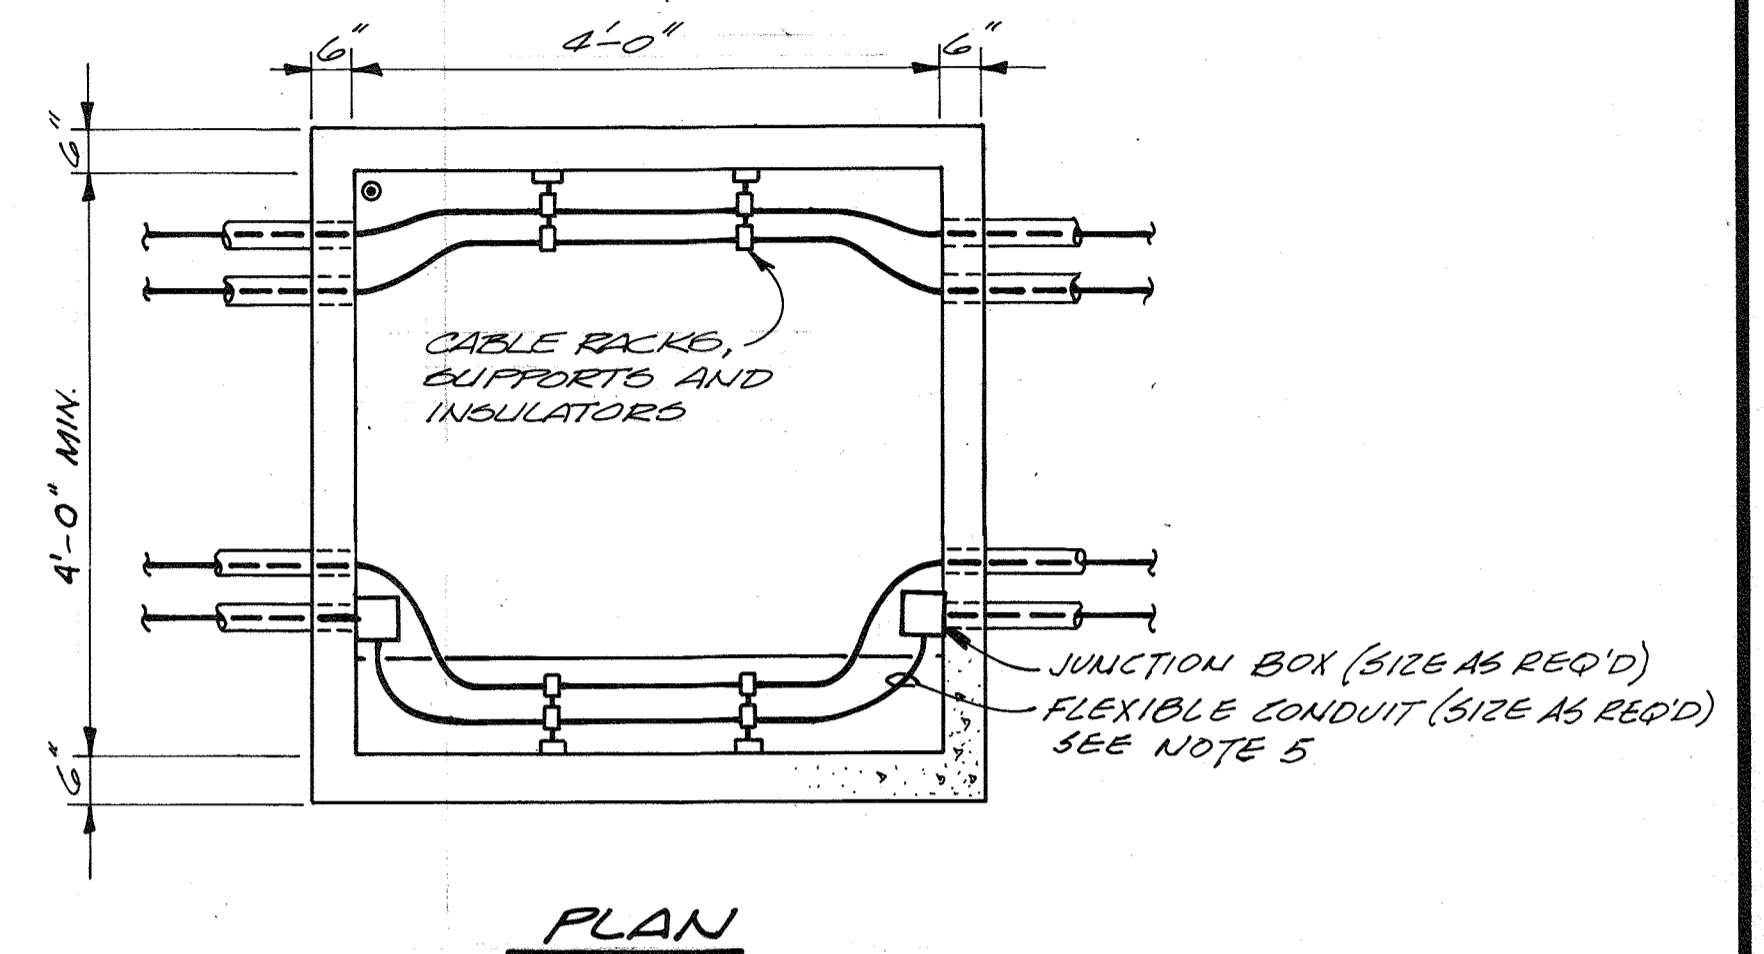 6" 4'-0" 6"
6"
CABLE RACKS,
SUPPORTS AND
INSULATORS
4'-0" MIN.
JUNCTION BOX (SIZE AS REQ'D)
FLEXIBLE CONDUIT (SIZE AS REQ'D)
SEE NOTE 5
6"
PLAN